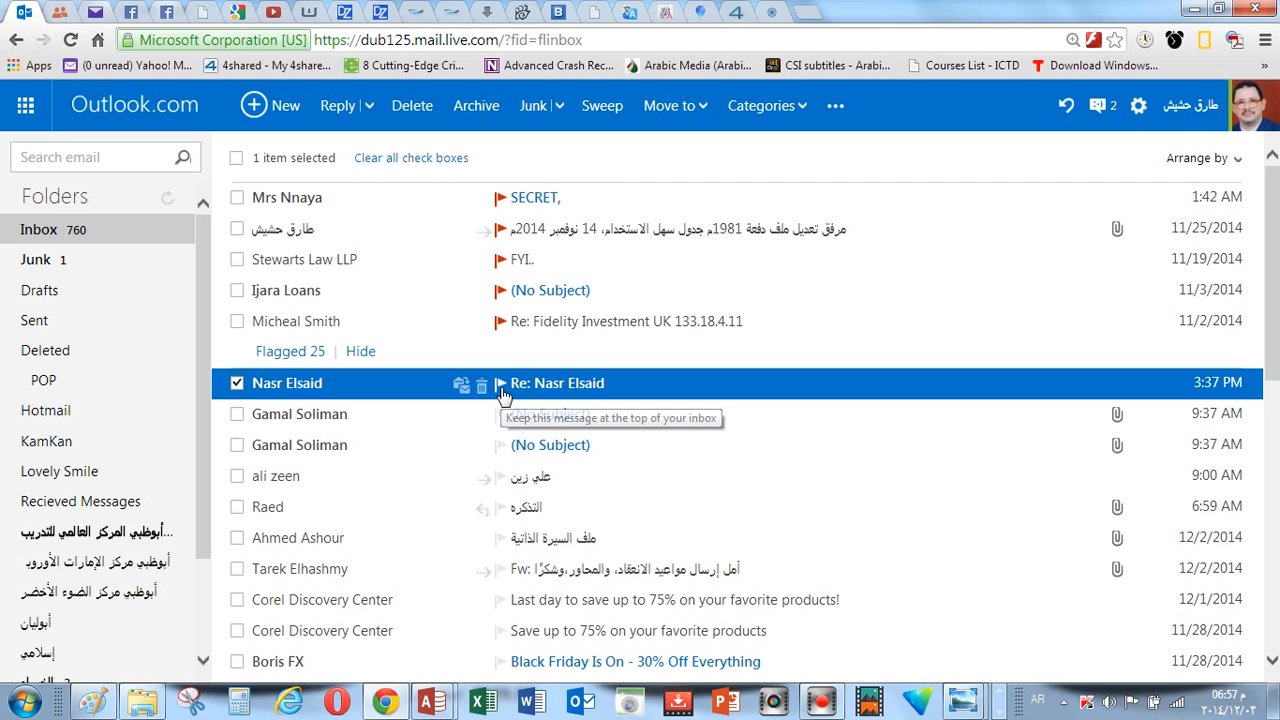 Microsoft Corporation [US] https://dub125.mail.live.com/?fid=flinbox
Apps (0 unread) Yahoo! M... 4shared - My 4share... 8 Cutting-Edge Cri... Advanced Crash Rec... Arabic Media (Arabi... CSI subtitles - Arabi... Courses List - ICTD Download Windows...
Outlook.com New Reply Delete Archive Junk Sweep Move to Categories ••• 2 طارق حشيش
Search email
1 item selected Clear all check boxes Arrange by
Folders
Inbox 760
Junk 1
Drafts
Sent
Deleted
POP
Hotmail
KamKan
Lovely Smile
Recieved Messages
أبوظبي المركز العالمي للتدريب...
أبوظبي مركز الإمارات الأوروبـ
أبوظبي مركز الضوء الأخضر
أبوليان
إسلامي
Mrs Nnaya SECRET, 1:42 AM
طارق حشيش مرفق تعديل ملف دفعة 1981م جدول سهل الاستخدام، 14 نوفمبر 2014م 11/25/2014
Stewarts Law LLP FYI.. 11/19/2014
Ijara Loans (No Subject) 11/3/2014
Micheal Smith Re: Fidelity Investment UK 133.18.4.11 11/2/2014
Flagged 25 | Hide
Nasr Elsaid Re: Nasr Elsaid 3:37 PM
Gamal Soliman (No Subject) 9:37 AM
Keep this message at the top of your inbox
Gamal Soliman (No Subject) 9:37 AM
ali zeen علي زين 9:00 AM
Raed التذكره 6:59 AM
Ahmed Ashour ملف السيرة الذاتية 12/2/2014
Tarek Elhashmy Fw: آمل إرسال مواعيد الانعقاد، والمحاور،وشكرًا 12/2/2014
Corel Discovery Center Last day to save up to 75% on your favorite products! 12/1/2014
Corel Discovery Center Save up to 75% on your favorite products 11/28/2014
Boris FX Black Friday Is On - 30% Off Everything 11/28/2014
AR 06:57 م
٢٠١٤/١٢/٠٣